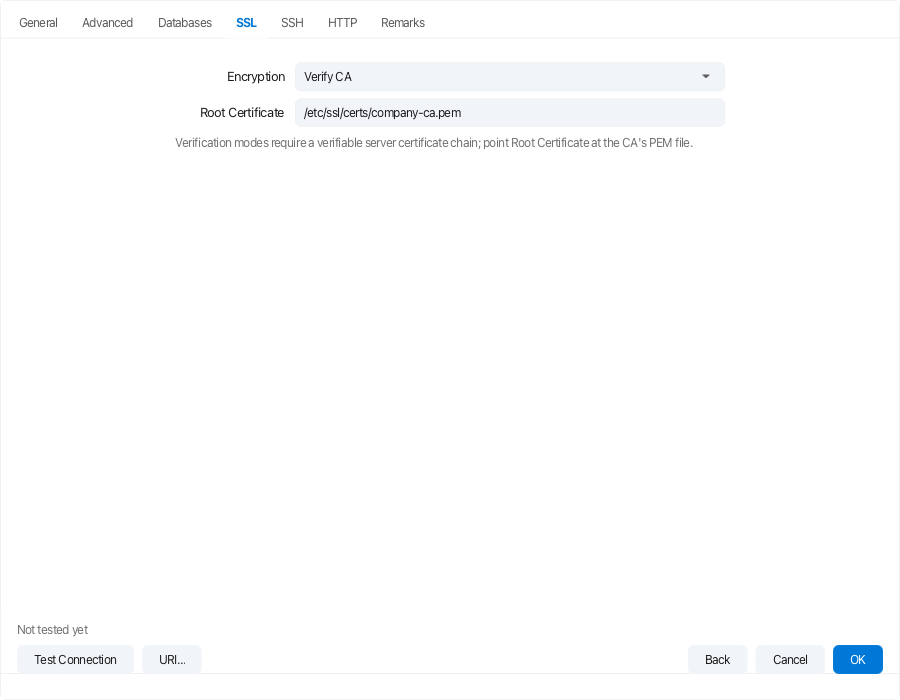 General Advanced Databases SSL SSH HTTP Remarks
Encryption Verify CA
Root Certificate /etc/ssl/certs/company-ca.pem
Verification modes require a verifiable server certificate chain; point Root Certificate at the CA's PEM file.
Not tested yet
Test Connection URI... Back Cancel OK